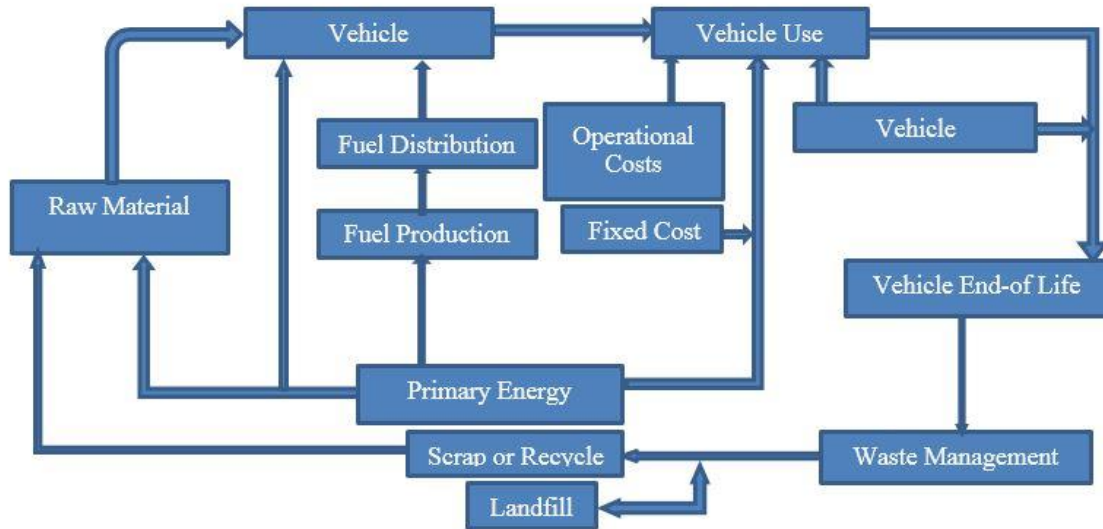 Vehicle
Vehicle Use
Fuel Distribution
Operational
Costs
Vehicle
Raw Material
Fuel Production
Fixed Cost
Vehicle End-of Life
Primary Energy
Scrap or Recycle
Waste Management
Landfill